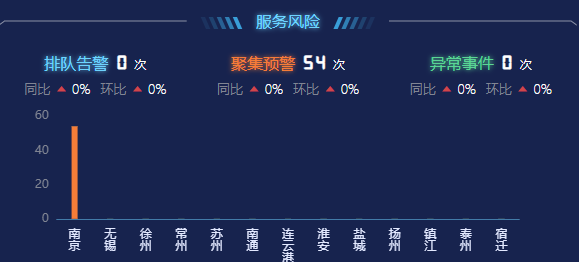 服务风险
排队告警 0 次 聚集预警 54 次 异常事件 0 次
同比 0% 环比 0% 同比 0% 环比 0% 同比 0% 环比 0%
60
40
20
0
南京 无锡 徐州 常州 苏州 南通 连云港 淮安 盐城 扬州 镇江 泰州 宿迁